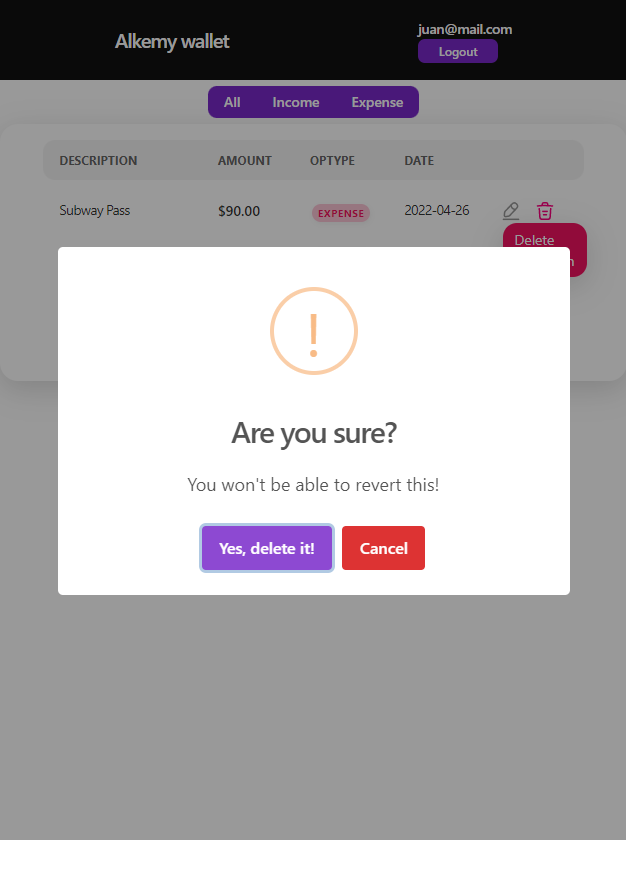 Alkemy wallet
juan@mail.com
Logout
All Income Expense
DESCRIPTION AMOUNT OPTYPE DATE
Subway Pass $90.00 EXPENSE 2022-04-26
Delete
!
Are you sure?
You won't be able to revert this!
Yes, delete it! Cancel